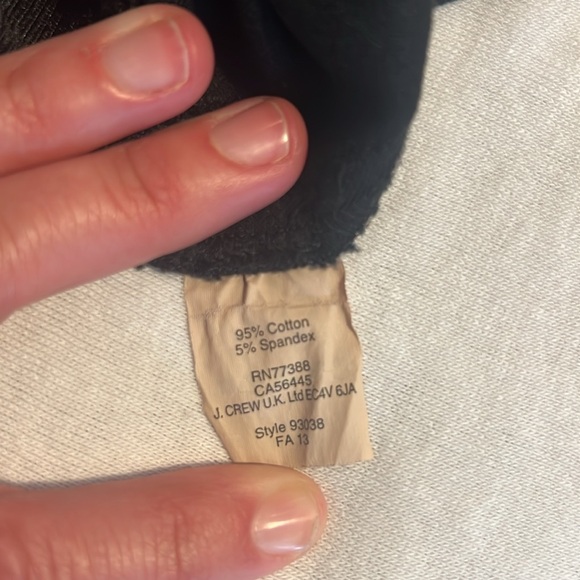 95% Cotton
5% Spandex
RN77388
CA56445
J. CREW U.K. Ltd EC4V 6JA
Style 93038
FA 13